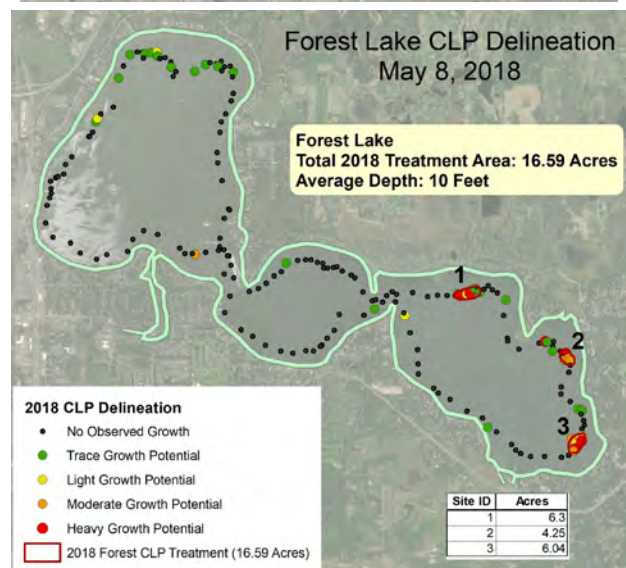 Forest Lake CLP Delineation
May 8, 2018
Forest Lake
Total 2018 Treatment Area: 16.59 Acres
Average Depth: 10 Feet
1
2
3
2018 CLP Delineation
No Observed Growth
Trace Growth Potential
Light Growth Potential
Moderate Growth Potential
Heavy Growth Potential
2018 Forest CLP Treatment (16.59 Acres)
Site ID Acres
1 6.3
2 4.25
3 6.04